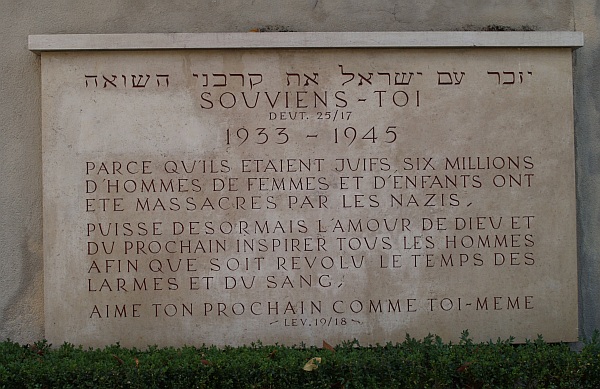 יזכר עם ישראל את קרבני השואה
SOUVIENS-TOI
DEUT. 25/17
1933 - 1945
PARCE QU'ILS ETAIENT JUIFS, SIX MILLIONS
D'HOMMES DE FEMMES ET D'ENFANTS ONT
ETE MASSACRES PAR LES NAZIS.
PUISSE DESORMAIS L'AMOUR DE DIEU ET
DU PROCHAIN INSPIRER TOUS LES HOMMES
AFIN QUE SOIT REVOLU LE TEMPS DES
LARMES ET DU SANG.
AIME TON PROCHAIN COMME TOI-MEME
~ LEV. 19/18 ~